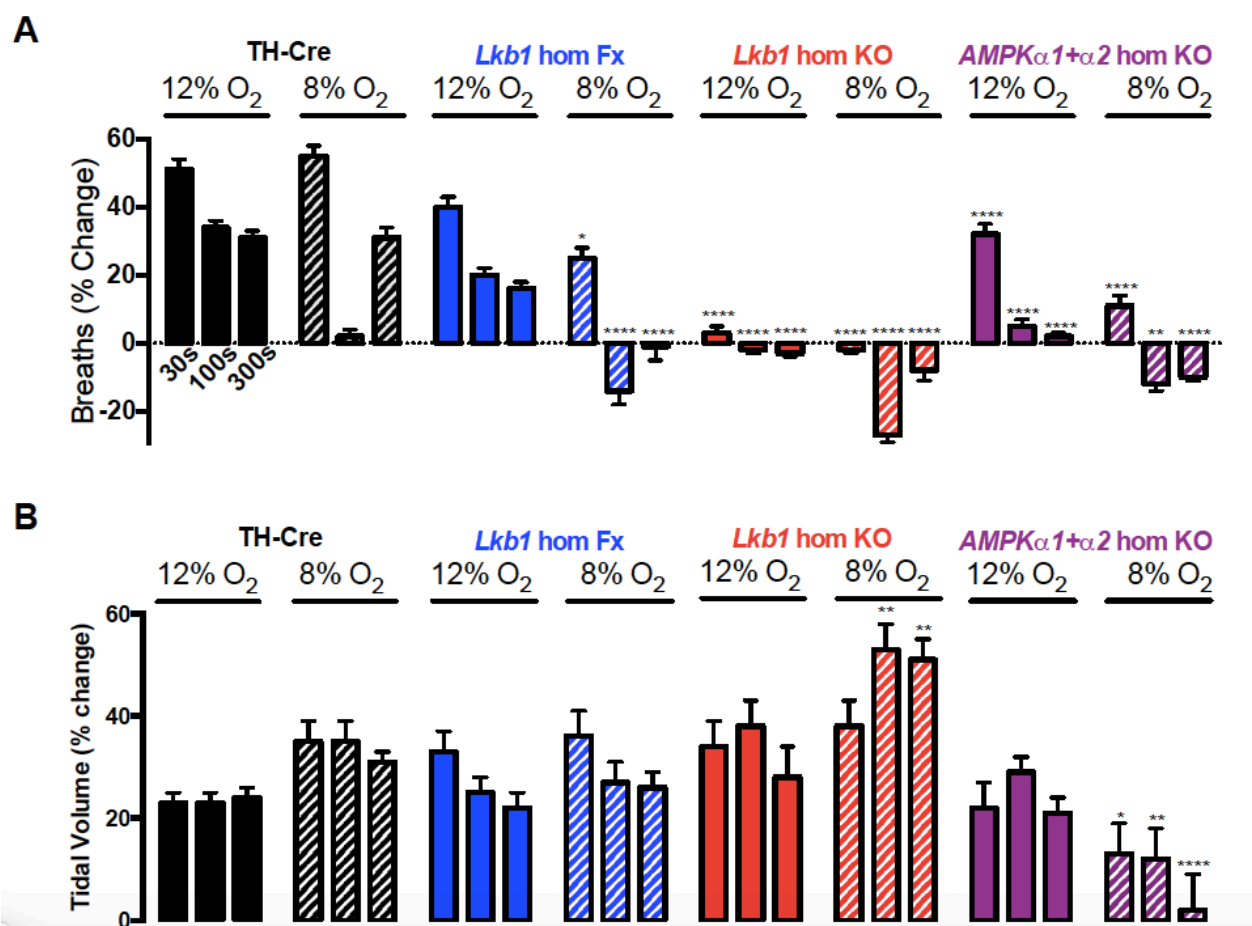 A
TH-Cre Lkb1 hom Fx Lkb1 hom KO AMPKα1+α2 hom KO
12% O2 8% O2 12% O2 8% O2 12% O2 8% O2 12% O2 8% O2
Breaths (% Change)
60
40
20
0
-20
30s 100s 300s
* **** **** **** **** **** **** **** **** **** **** **** **** ** ****
B
TH-Cre Lkb1 hom Fx Lkb1 hom KO AMPKα1+α2 hom KO
12% O2 8% O2 12% O2 8% O2 12% O2 8% O2 12% O2 8% O2
Tidal Volume (% change)
60
40
20
0
** ** * ** ****